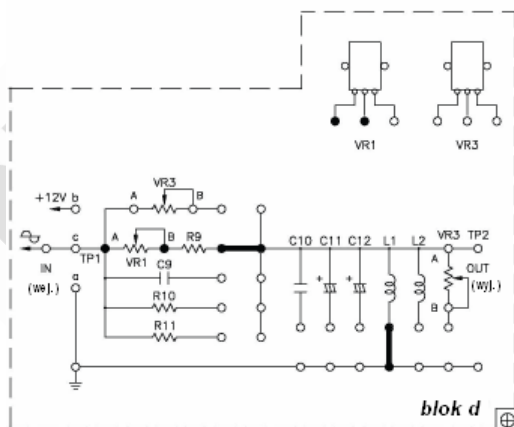 VR1 VR3
VR3
A B
+12V b
c
A B R9
IN TP1 VR1
(wej.)
a
C9
R10
R11
C10 C11 C12 L1 L2 VR3 TP2
+ +
A
OUT
(wyj.)
B
blok d